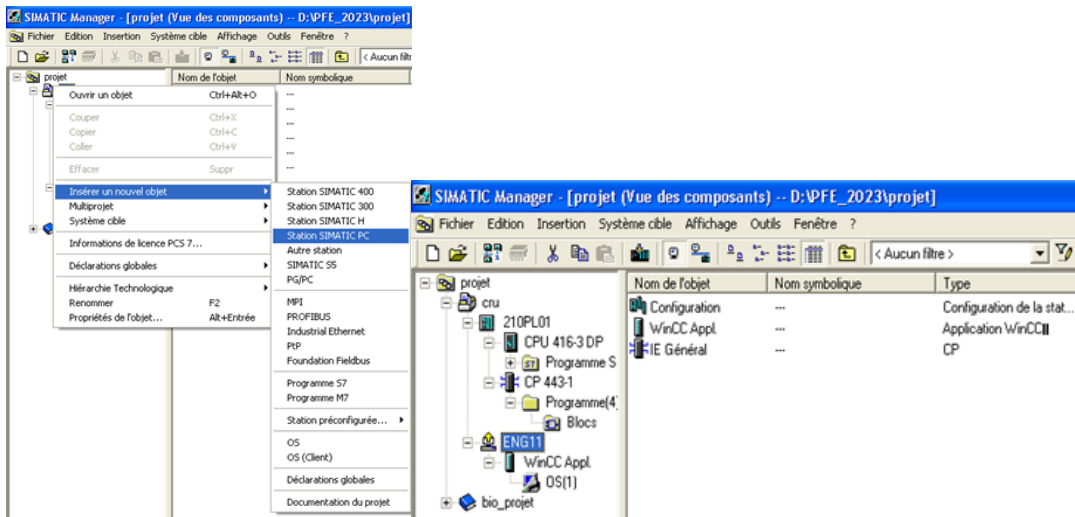 SIMATIC Manager - [projet (Vue des composants) -- D:\PFE_2023\projet]
Fichier Edition Insertion Système cible Affichage Outils Fenêtre ?
< Aucun filtr
projet
Nom de l'objet Nom symbolique
Ouvrir un objet Ctrl+Alt+O
---
Couper Ctrl+X
---
Copier Ctrl+C
---
Coller Ctrl+V
---
Effacer Suppr
---
Insérer un nouvel objet
Multiprojet
Système cible
Informations de licence PCS 7...
Déclarations globales
Hiérarchie Technologique
Renommer F2
Propriétés de l'objet... Alt+Entrée
Station SIMATIC 400
Station SIMATIC 300
Station SIMATIC H
Station SIMATIC PC
Autre station
SIMATIC S5
PG/PC
MPI
PROFIBUS
Industrial Ethernet
PtP
Foundation Fieldbus
Programme S7
Programme M7
Station préconfigurée...
OS
OS (Client)
Déclarations globales
Documentation du projet
SIMATIC Manager - [projet (Vue des composants) -- D:\PFE_2023\projet]
Fichier Edition Insertion Système cible Affichage Outils Fenêtre ?
< Aucun filtre >
projet
cru
210PL01
CPU 416-3 DP
Programme S
CP 443-1
Programme(4)
Blocs
ENG11
WinCC Appl.
OS(1)
bio_projet
Nom de l'objet Nom symbolique Type
Configuration --- Configuration de la stat...
WinCC Appl. --- Application WinCC
IE Général --- CP